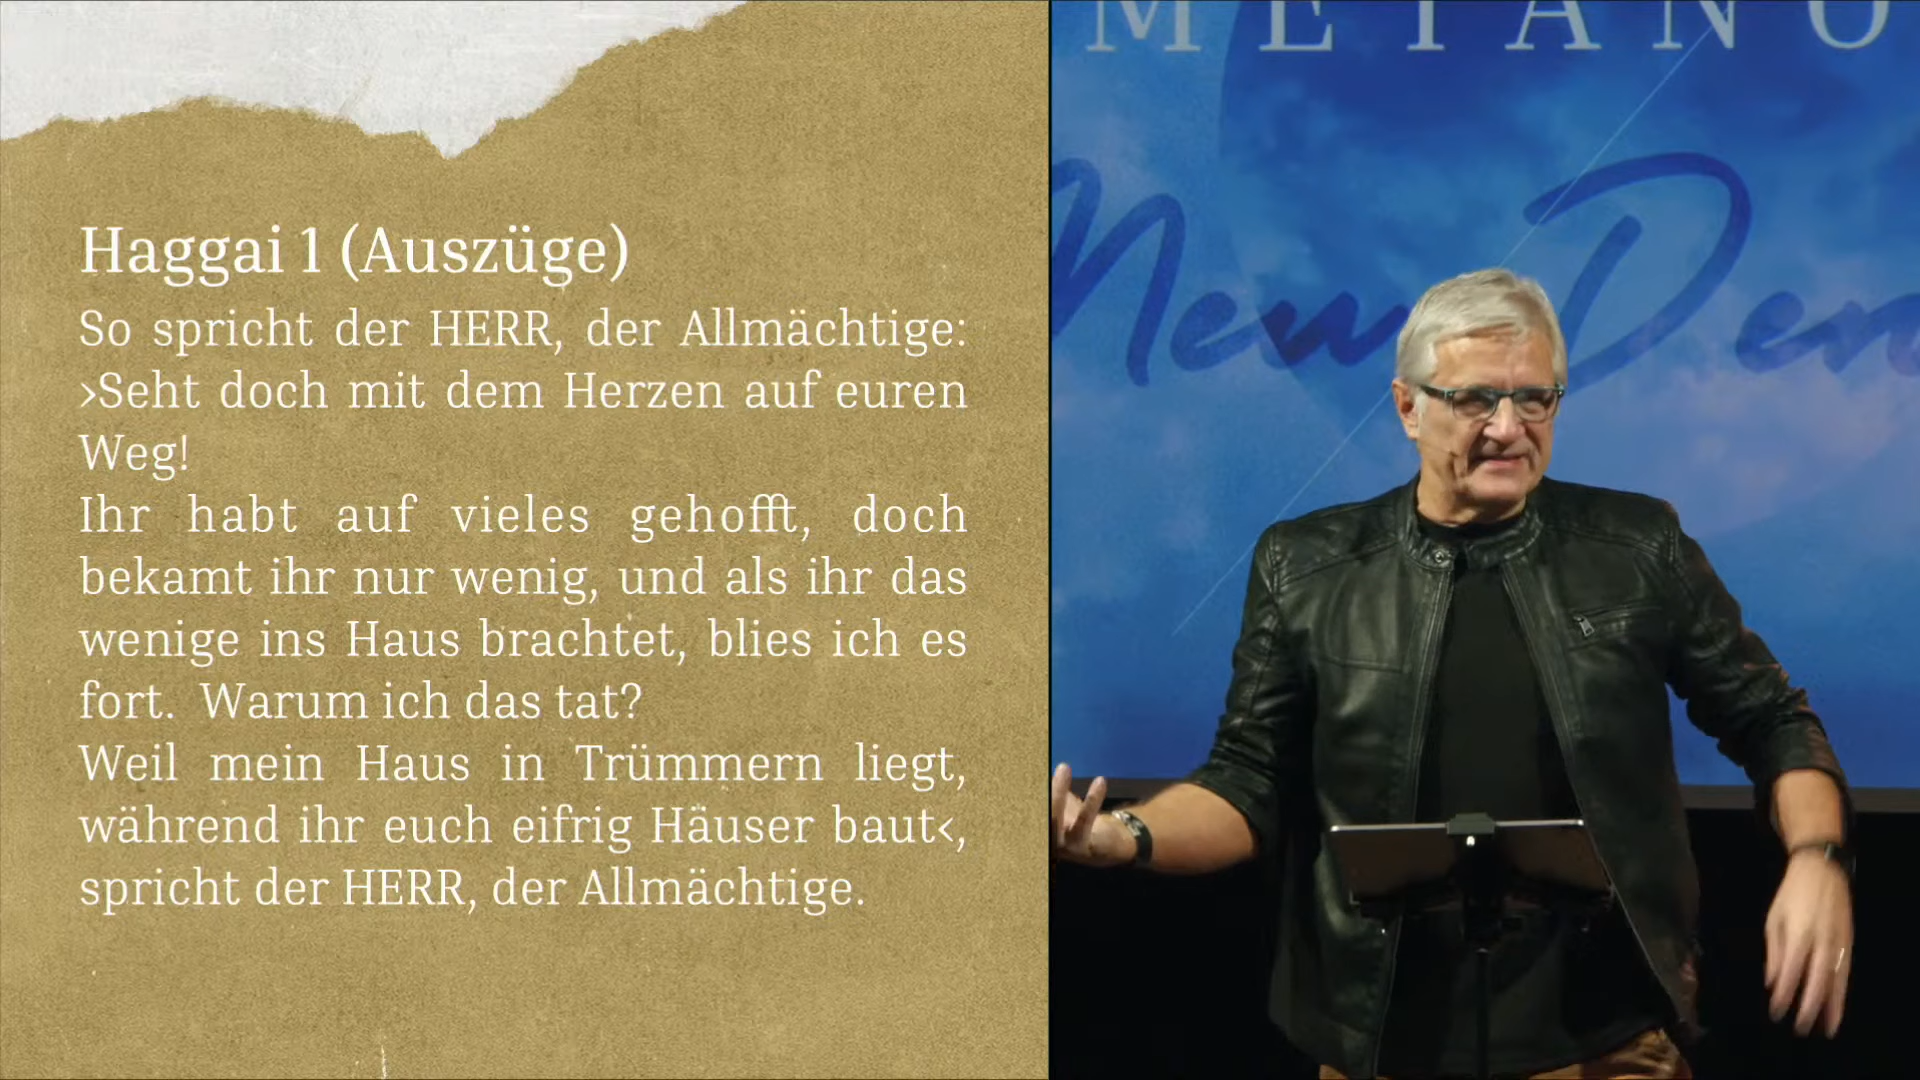 Haggai 1 (Auszüge)
So spricht der HERR, der Allmächtige:
›Seht doch mit dem Herzen auf euren
Weg!
Ihr habt auf vieles gehofft, doch
bekamt ihr nur wenig, und als ihr das
wenige ins Haus brachtet, blies ich es
fort. Warum ich das tat?
Weil mein Haus in Trümmern liegt,
während ihr euch eifrig Häuser baut‹,
spricht der HERR, der Allmächtige.
METANO
New Den